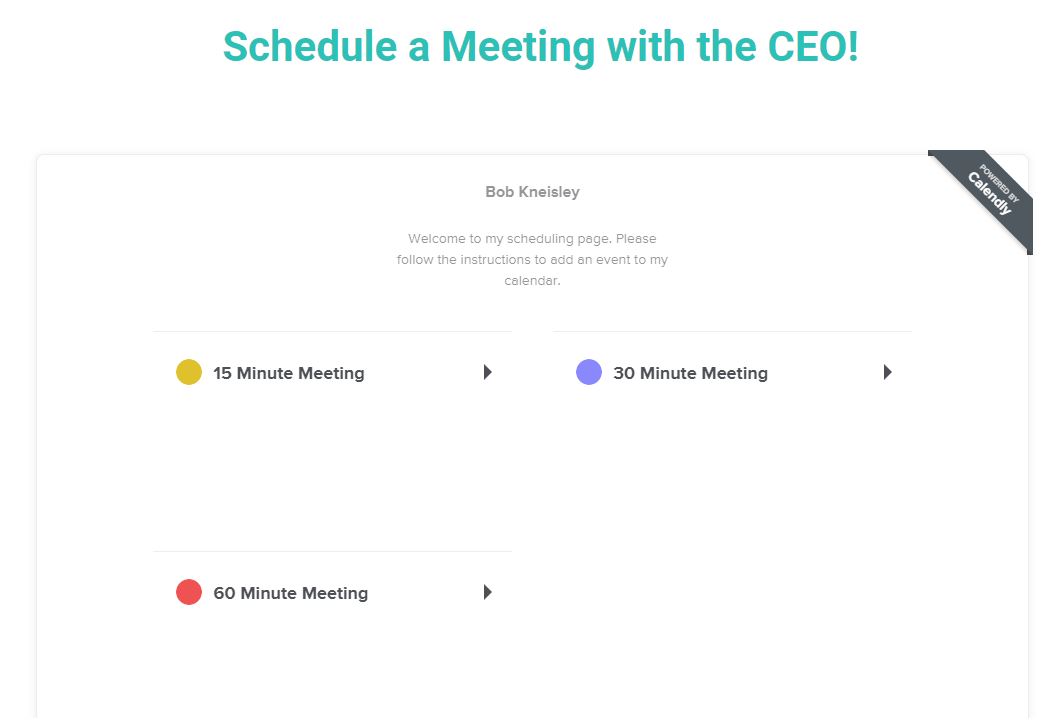 Schedule a Meeting with the CEO!
POWERED BY
Calendly
Bob Kneisley
Welcome to my scheduling page. Please
follow the instructions to add an event to my
calendar.
15 Minute Meeting
30 Minute Meeting
60 Minute Meeting